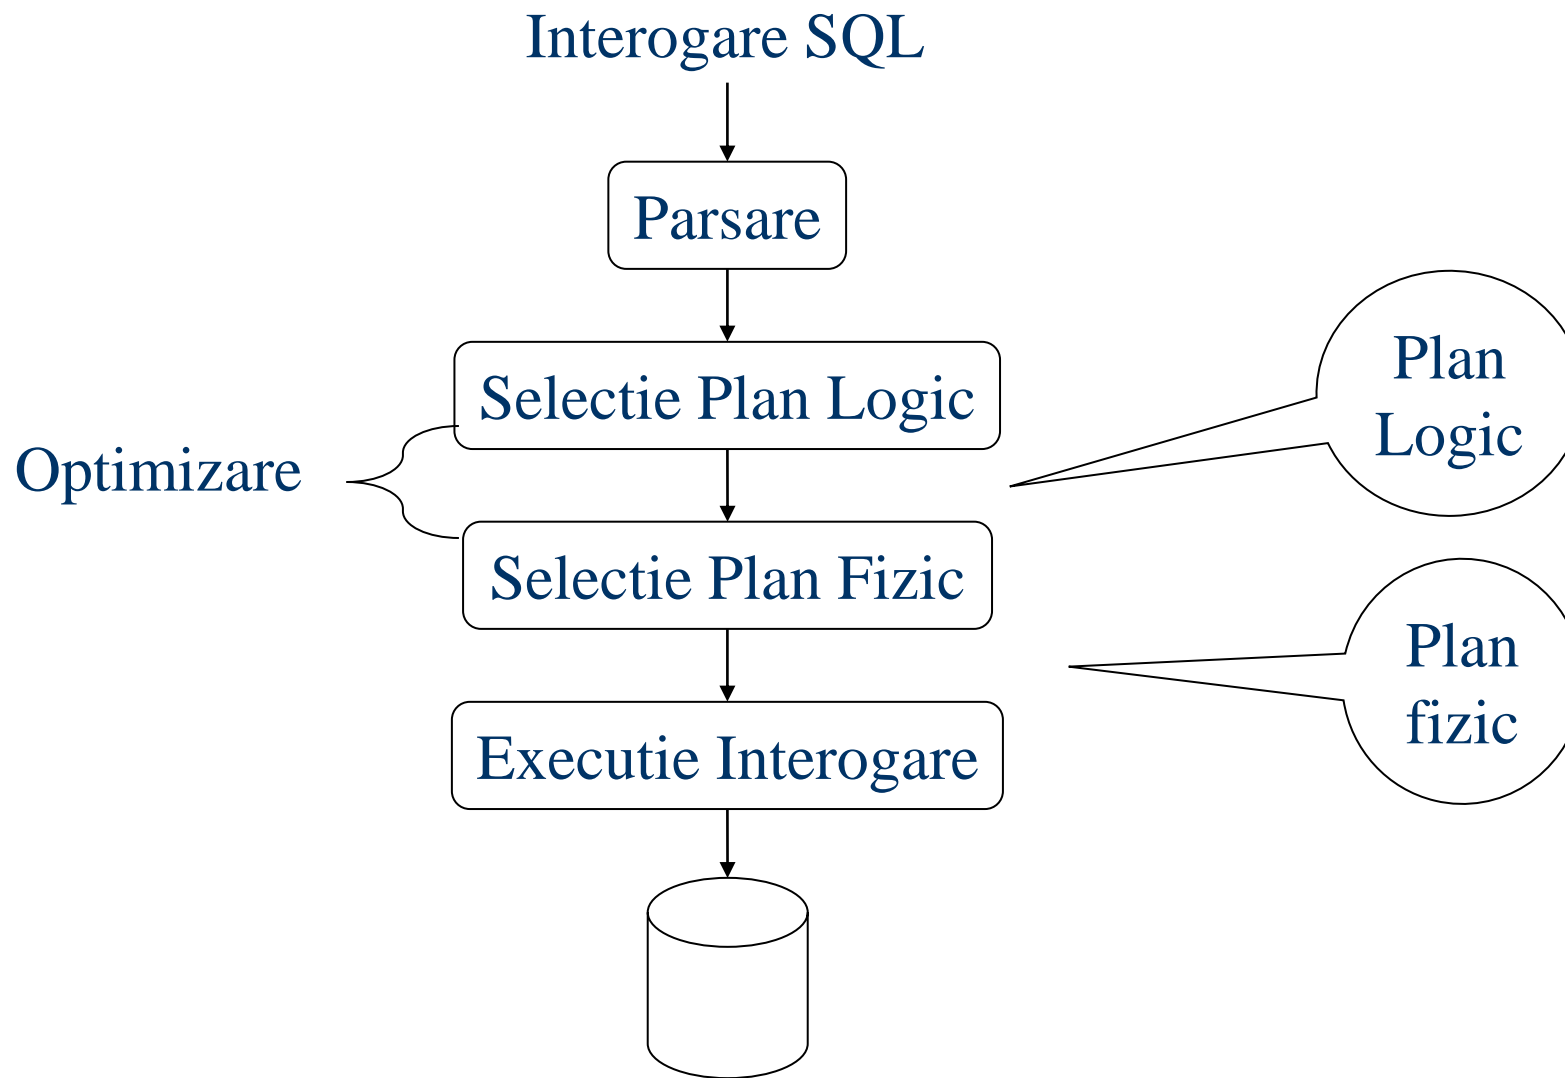 Interogare SQL
Parsare
Selectie Plan Logic
Plan
Logic
Optimizare
Selectie Plan Fizic
Plan
fizic
Executie Interogare